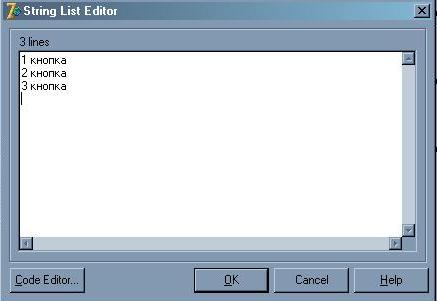 String List Editor
3 lines
1 кнопка
2 кнопка
3 кнопка
Code Editor...
OK
Cancel
Help